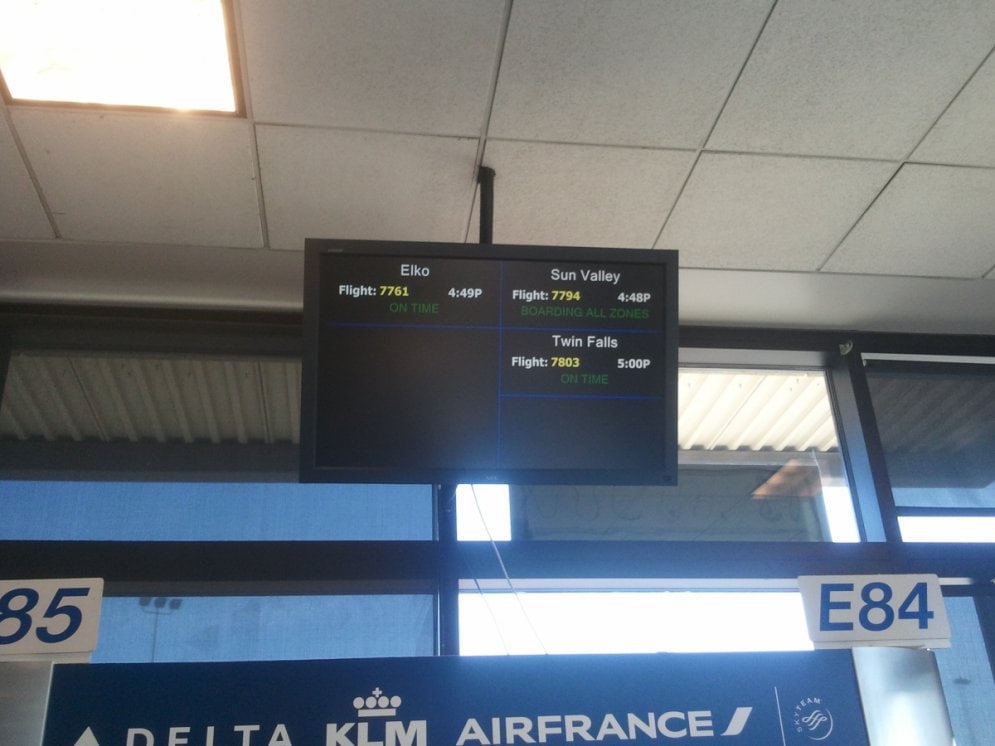 Elko
Flight: 7761 4:49P
ON TIME
Sun Valley
Flight: 7794 4:48P
BOARDING ALL ZONES
Twin Falls
Flight: 7803 5:00P
ON TIME
85
E84
DELTA KLM AIRFRANCE SKYTEAM